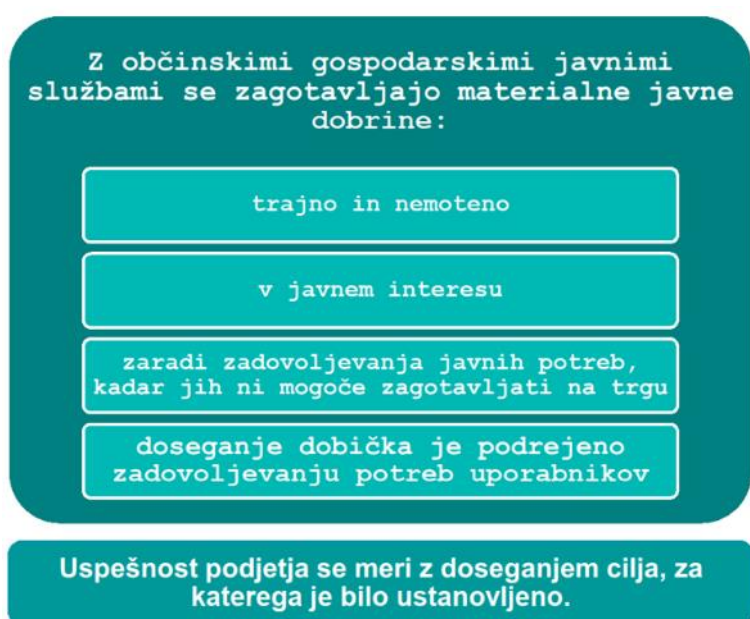 Z občinskimi gospodarskimi javnimi
službami se zagotavljajo materialne javne
dobrine:
trajno in nemoteno
v javnem interesu
zaradi zadovoljevanja javnih potreb,
kadar jih ni mogoče zagotavljati na trgu
doseganje dobička je podrejeno
zadovoljevanju potreb uporabnikov
Uspešnost podjetja se meri z doseganjem cilja, za
katerega je bilo ustanovljeno.